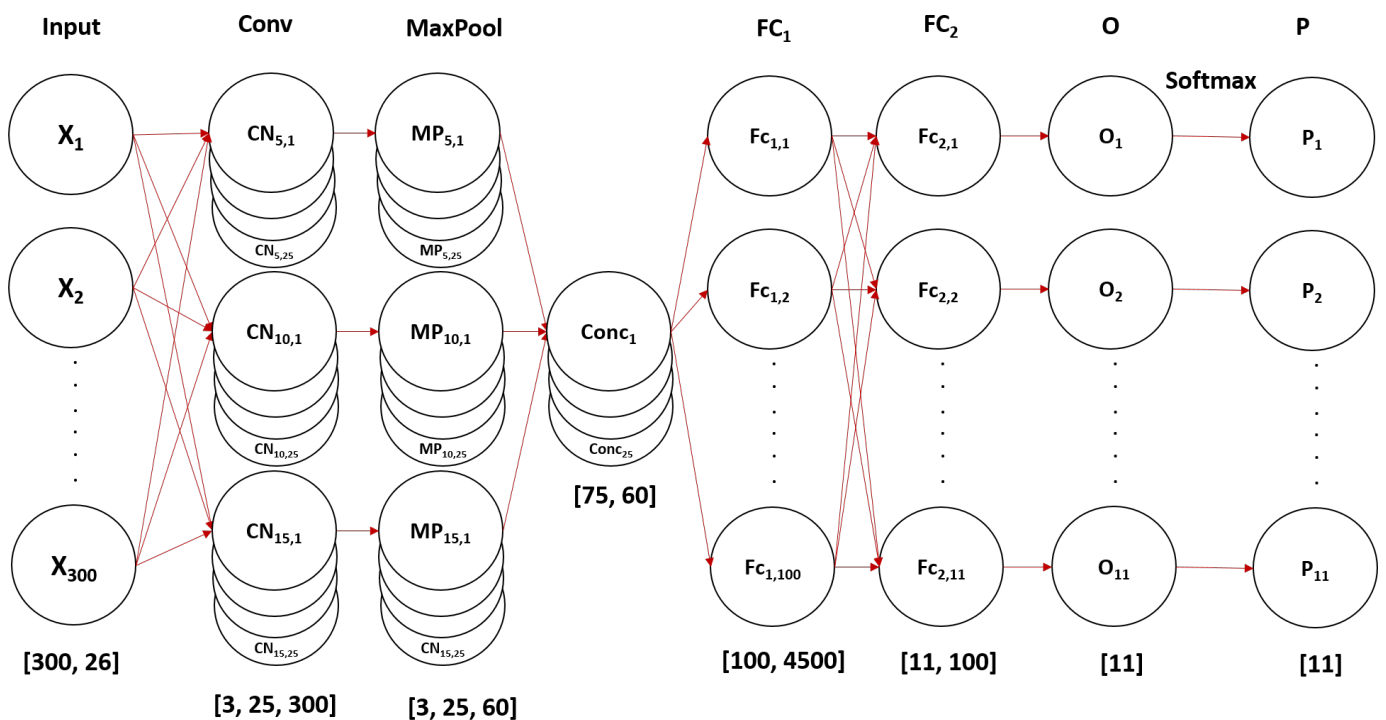 Input Conv MaxPool FC1 FC2 O P
Softmax
X1 CN5,1 MP5,1 Fc1,1 Fc2,1 O1 P1
CN5,25 MP5,25
X2 Fc1,2 Fc2,2 O2 P2
CN10,1 MP10,1 Conc1
CN10,25 MP10,25 Conc25
[75, 60]
CN15,1 MP15,1
X300 Fc1,100 Fc2,11 O11 P11
CN15,25 CN15,25
[300, 26] [100, 4500] [11, 100] [11] [11]
[3, 25, 300] [3, 25, 60]